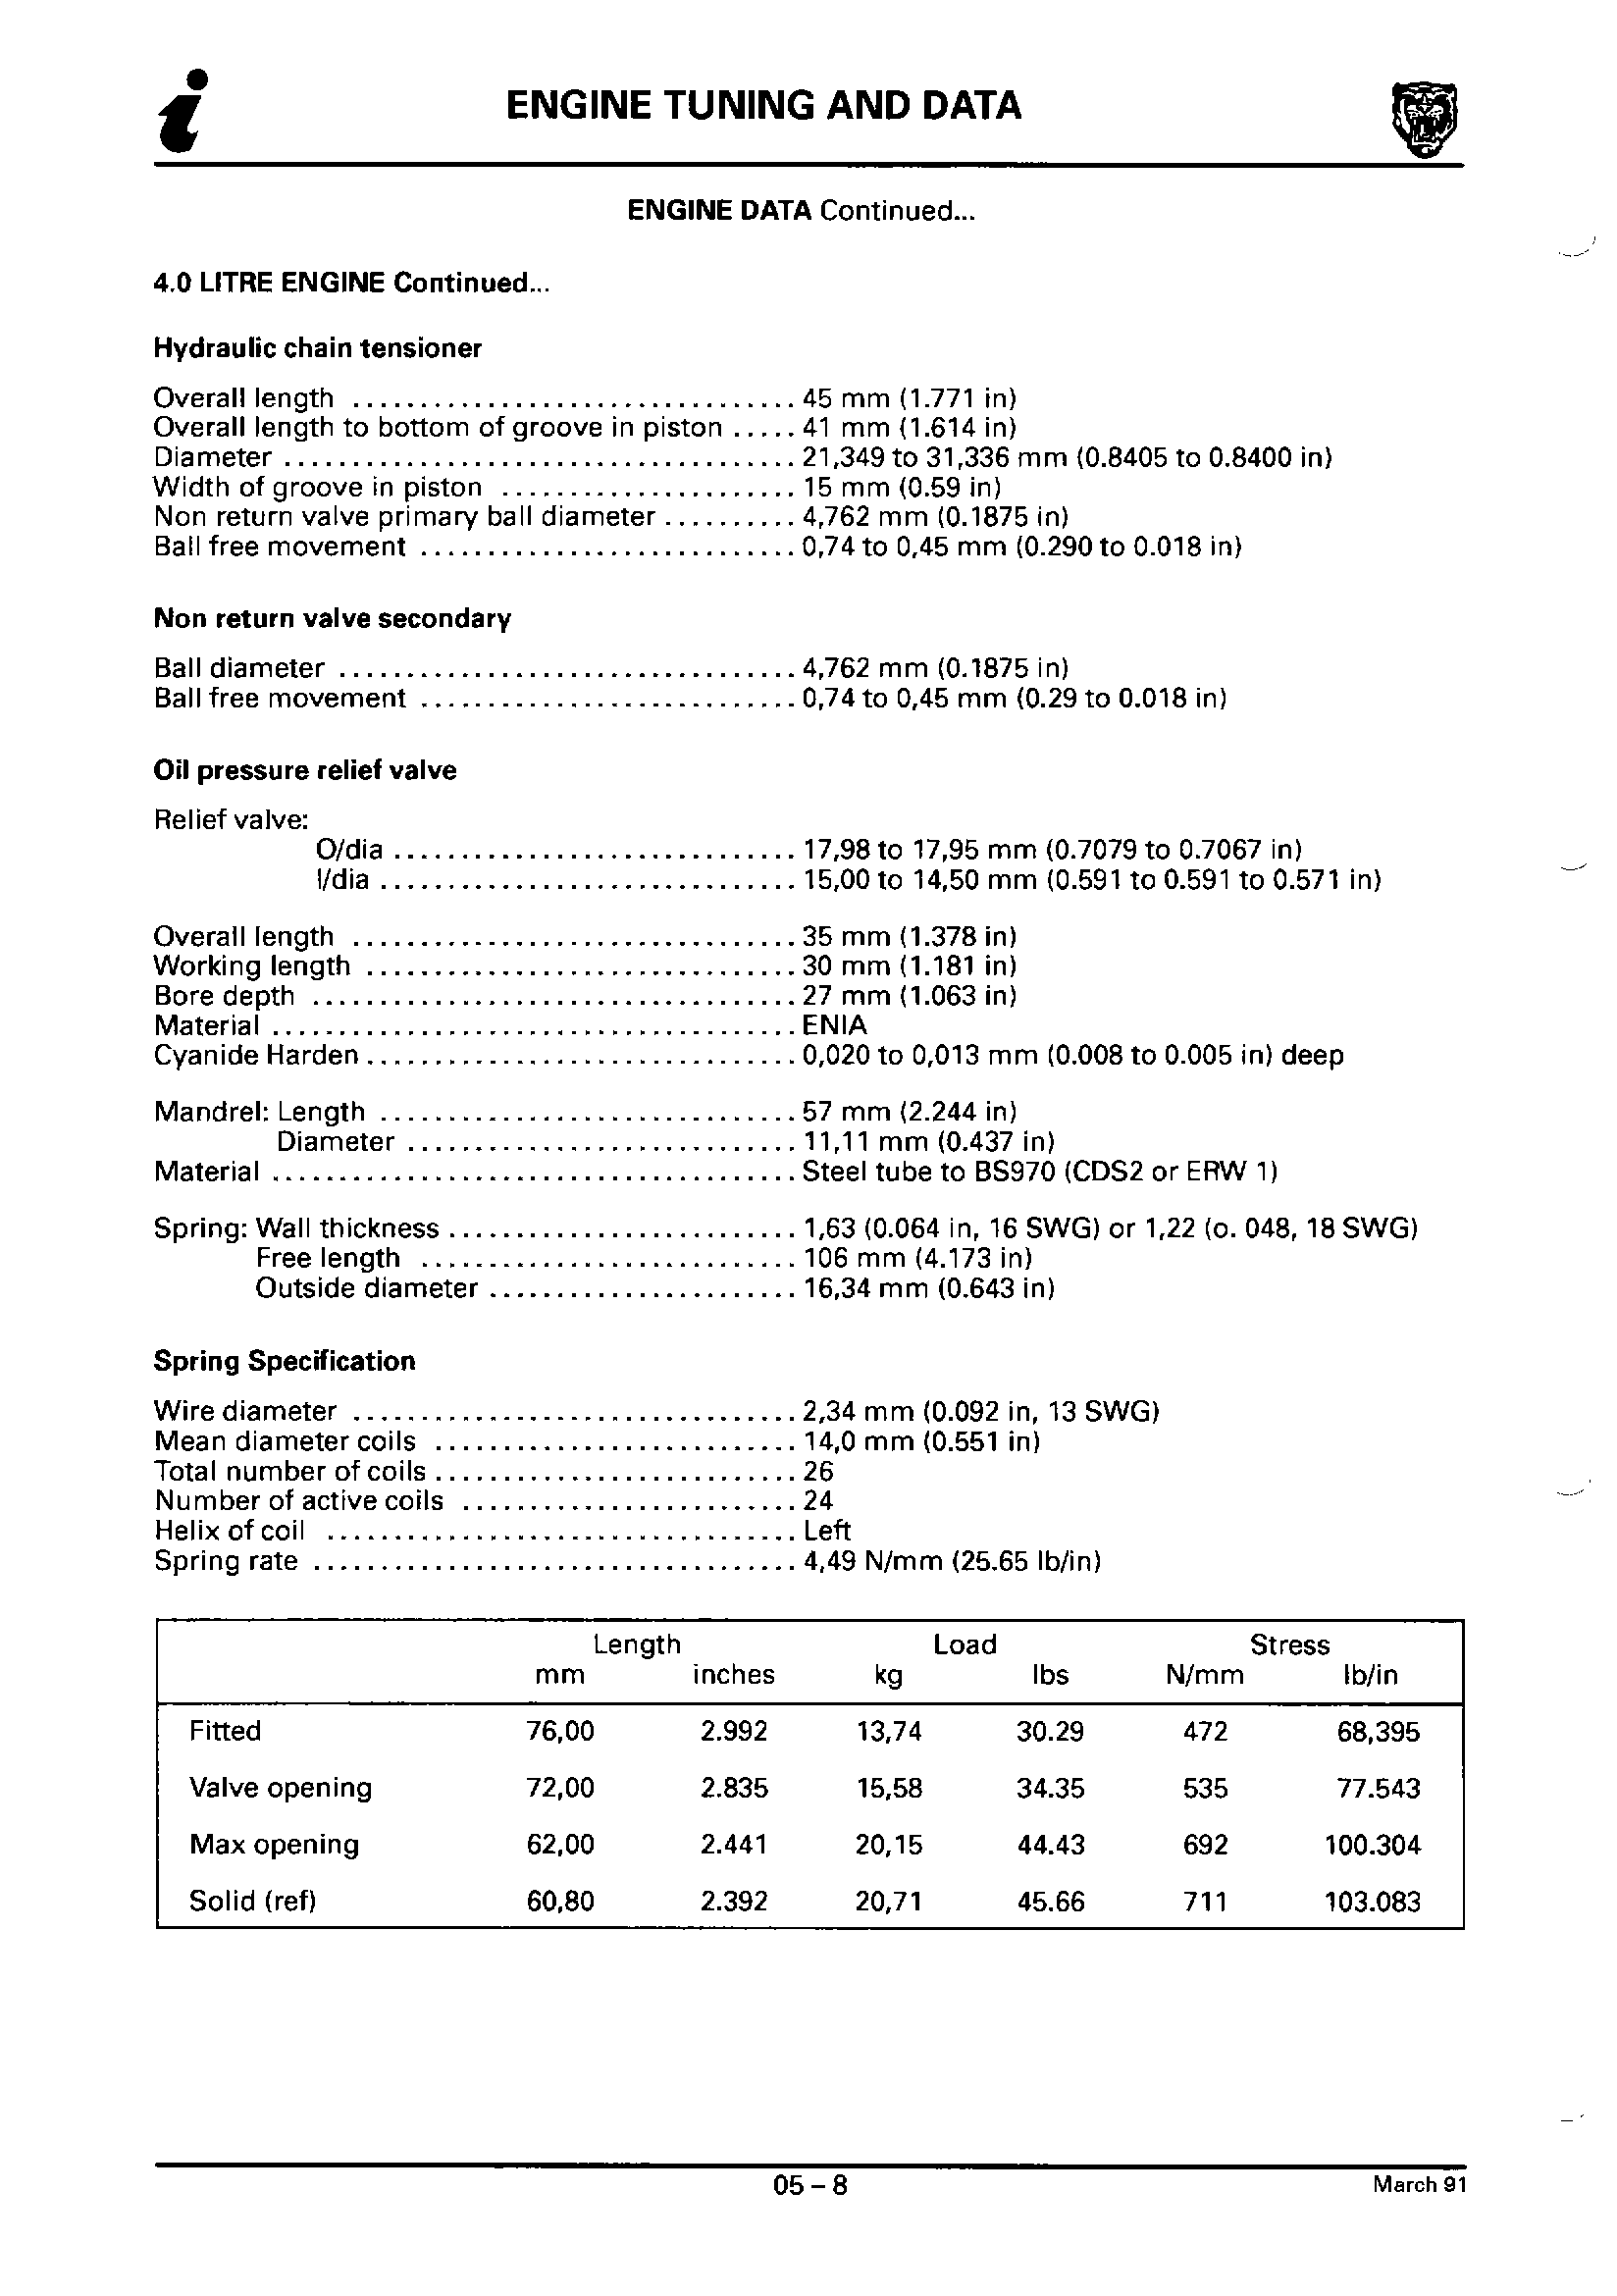 ENGINE TUNING AND DATA
ENGINE DATA Continued...
4.0 LITRE ENGINE Continued...
Hydraulic chain tensioner
Overall length ................................. 45 mm (1.771 in)
Overall length to bottom of groove in piston ..... 41 mm (1.614 in)
Diameter ...................................... 21,349 to 31,336 mm (0.8405 to 0.8400 in)
Width of groove in piston ...................... 15 mm (0.59 in)
Non return valve primary ball diameter .......... 4,762 mm (0.1875 in)
Ball free movement ............................ 0,74 to 0,45 mm (0.290 to 0.018 in)
Non return valve secondary
Ball diameter .................................. 4,762 mm (0.1875 in)
Ball free movement ............................ 0,74 to 0,45 mm (0.29 to 0.018 in)
Oil pressure relief valve
Relief valve:
O/dia .............................. 17,98 to 17,95 mm (0.7079 to 0.7067 in)
I/dia ............................... 15,00 to 14,50 mm (0.591 to 0.591 to 0.571 in)
Overall length ................................. 35 mm (1.378 in)
Working length ................................ 30 mm (1.181 in)
Bore depth .................................... 27 mm (1.063 in)
Material ....................................... ENIA
Cyanide Harden ................................ 0,020 to 0,013 mm (0.008 to 0.005 in) deep
Mandrel: Length ............................... 57 mm (2.244 in)
Diameter ............................. 11,11 mm (0.437 in)
Material ....................................... Steel tube to BS970 (CDS2 or ERW 1)
Spring: Wall thickness .......................... 1,63 (0.064 in, 16 SWG) or 1,22 (o. 048, 18 SWG)
Free length ............................ 106 mm (4.173 in)
Outside diameter ....................... 16,34 mm (0.643 in)
Spring Specification
Wire diameter ................................. 2,34 mm (0.092 in, 13 SWG)
Mean diameter coils ........................... 14,0 mm (0.551 in)
Total number of coils ........................... 26
Number of active coils ......................... 24
Helix of coil ................................... Left
Spring rate .................................... 4,49 N/mm (25.65 lb/in)
Length Load Stress
mm inches kg lbs N/mm lb/in
Fitted 76,00 2.992 13,74 30.29 472 68,395
Valve opening 72,00 2.835 15,58 34.35 535 77.543
Max opening 62,00 2.441 20,15 44.43 692 100.304
Solid (ref) 60,80 2.392 20,71 45.66 711 103.083
05 – 8
March 91